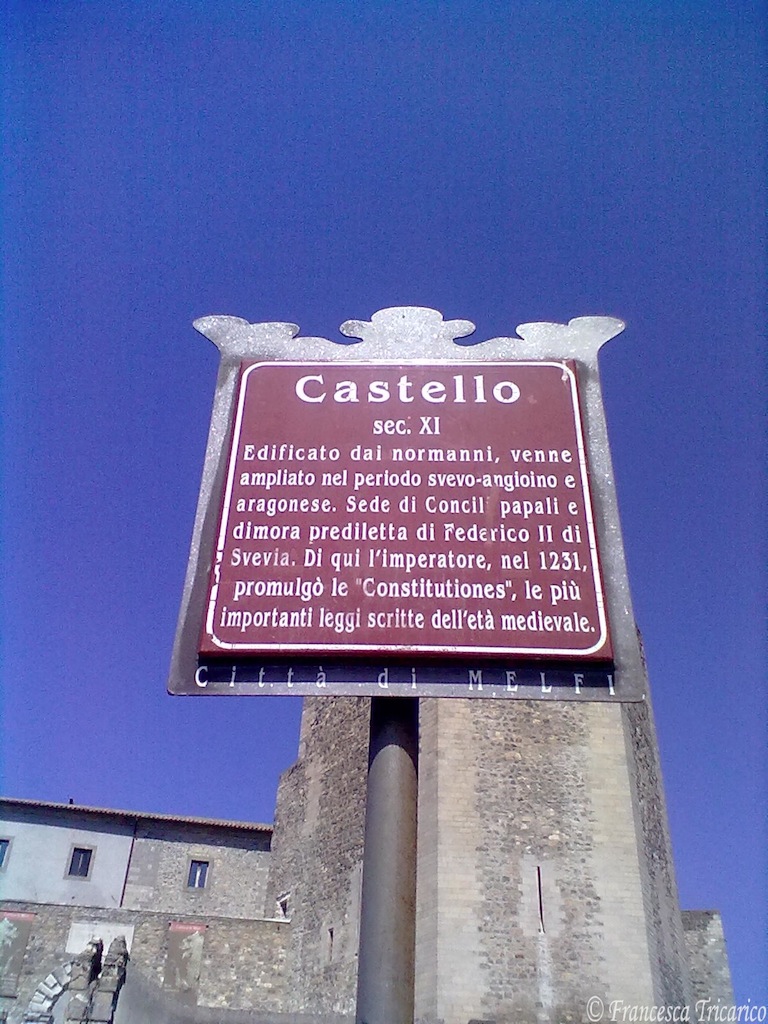 Castello
sec. XI
Edificato dai normanni, venne
ampliato nel periodo svevo-angioino e
aragonese. Sede di Concili papali e
dimora prediletta di Federico II di
Svevia. Di qui l'imperatore, nel 1231,
promulgò le "Constitutiones", le più
importanti leggi scritte dell'età medievale.
Città di MELFI
© Francesca Tricarico